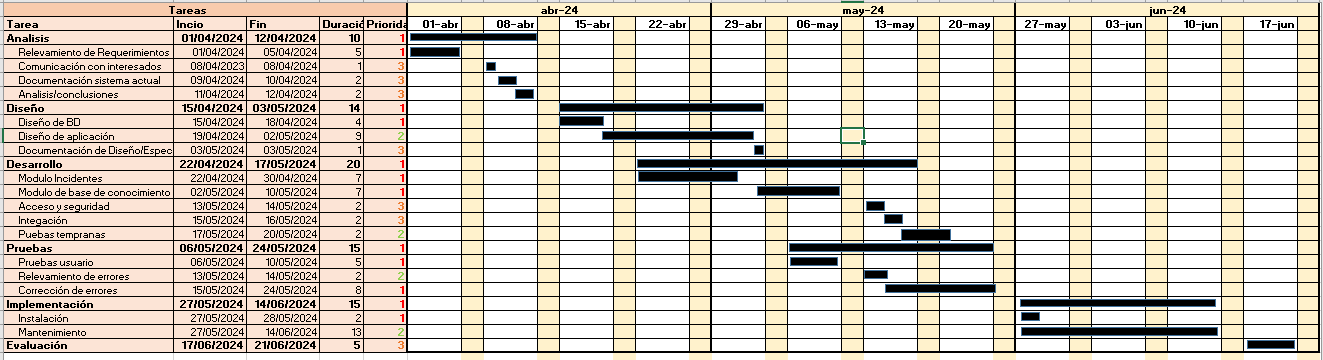 Tareas abr-24 may-24 jun-24
Tarea Incio Fin Duració Priorida 01-abr 08-abr 15-abr 22-abr 29-abr 06-may 13-may 20-may 27-may 03-jun 10-jun 17-jun
Analisis 01/04/2024 12/04/2024 10 1
Relevamiento de Requerimientos 01/04/2024 05/04/2024 5 1
Comunicación con interesados 08/04/2023 08/04/2024 1 3
Documentación sistema actual 09/04/2024 10/04/2024 2 3
Analisis/conclusiones 11/04/2024 12/04/2024 2 3
Diseño 15/04/2024 03/05/2024 14 1
Diseño de BD 15/04/2024 18/04/2024 4 1
Diseño de aplicación 19/04/2024 02/05/2024 9 2
Documentación de Diseño/Espec 03/05/2024 03/05/2024 1 3
Desarrollo 22/04/2024 17/05/2024 20 1
Modulo Incidentes 22/04/2024 30/04/2024 7 1
Modulo de base de conocimiento 02/05/2024 10/05/2024 7 1
Acceso y seguridad 13/05/2024 14/05/2024 2 3
Integación 15/05/2024 16/05/2024 2 3
Puebas tempranas 17/05/2024 20/05/2024 2 2
Pruebas 06/05/2024 24/05/2024 15 1
Pruebas usuario 06/05/2024 10/05/2024 5 1
Relevamiento de errores 13/05/2024 14/05/2024 2 2
Corrección de errores 15/05/2024 24/05/2024 8 1
Implementación 27/05/2024 14/06/2024 15 1
Instalación 27/05/2024 28/05/2024 2 1
Mantenimiento 27/05/2024 14/06/2024 13 2
Evaluación 17/06/2024 21/06/2024 5 3